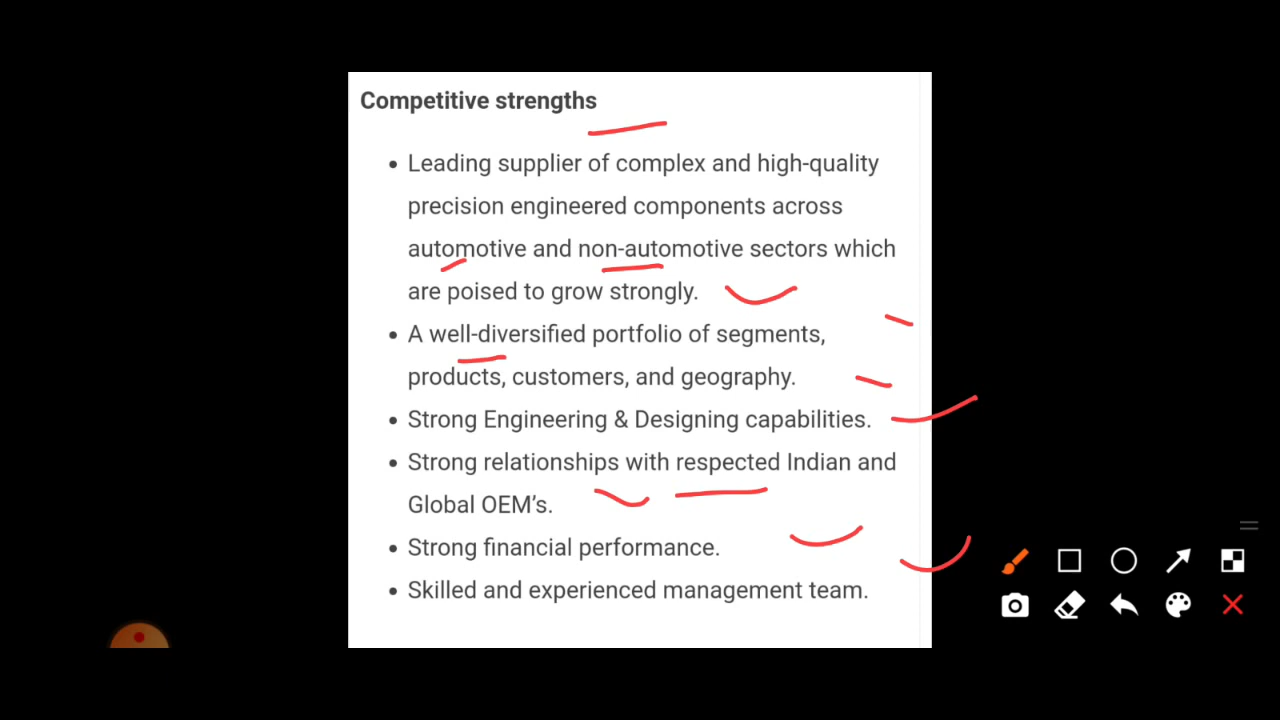 Competitive strengths
• Leading supplier of complex and high-quality
precision engineered components across
automotive and non-automotive sectors which
are poised to grow strongly.
• A well-diversified portfolio of segments,
products, customers, and geography.
• Strong Engineering & Designing capabilities.
• Strong relationships with respected Indian and
Global OEM’s.
• Strong financial performance.
• Skilled and experienced management team.